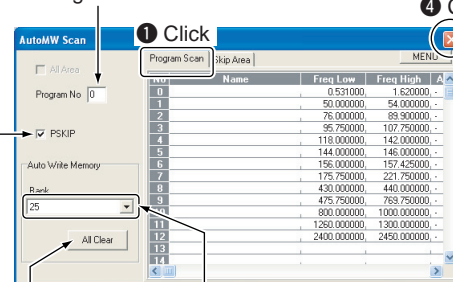 ❶ Click
❹
AutoMW Scan
All Area
Program Scan
Skip Area
MENU
Program No 0
No Name Freq Low Freq High A
0 0.531000, 1.620000, -
1 50.000000, 54.000000, -
2 76.000000, 89.900000, -
3 95.750000, 107.750000, -
PSKIP
4 118.000000, 142.000000, -
5 144.000000, 146.000000, -
6 156.000000, 157.425000, -
Auto Write Memory
7 175.750000, 221.750000, -
8 430.000000, 440.000000, -
Bank
9 475.750000, 769.750000, -
25
10 800.000000, 1000.000000, -
11 1260.000000, 1300.000000, -
All Clear
12 2400.000000, 2450.000000, -
13
14